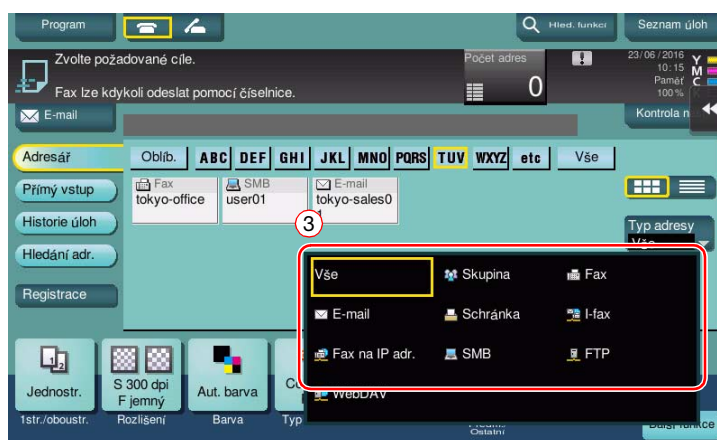 Program
Hled. funkcí
Seznam úloh
Zvolte požadované cíle.
Fax lze kdykoli odeslat pomocí číselnice.
Počet adres
0
23/06/2016
10:15
Paměť
100%
Y
M
C
K
E-mail
Kontrola n
Adresář
Oblíb.
ABC
DEF
GHI
JKL
MNO
PQRS
TUV
WXYZ
etc
Vše
Přímý vstup
Historie úloh
Hledání adr.
Registrace
Fax
tokyo-office
SMB
user01
E-mail
tokyo-sales0
1
Typ adresy
Vše
3
Vše
Skupina
Fax
E-mail
Schránka
I-fax
Fax na IP adr.
SMB
FTP
WebDAV
1
2
Jednostr.
S 300 dpi
F jemný
Aut. barva
1str./oboustr.
Rozlišení
Barva
Typ
Ostatní
Další funkce